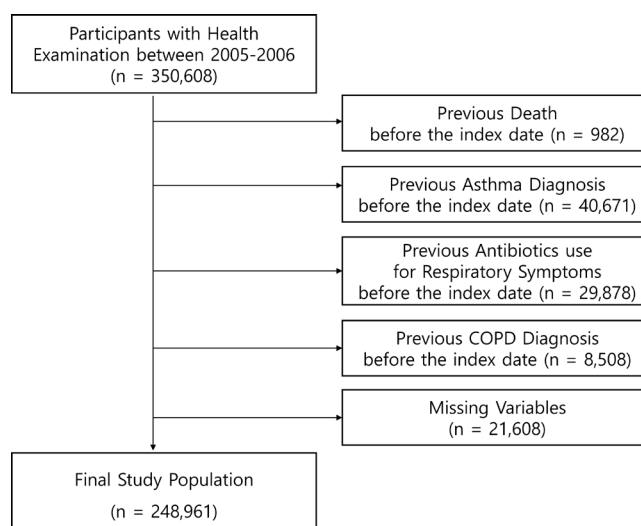 Participants with Health
Examination between 2005-2006
(n = 350,608)
Previous Death
before the index date (n = 982)
Previous Asthma Diagnosis
before the index date (n = 40,671)
Previous Antibiotics use
for Respiratory Symptoms
before the index date (n = 29,878)
Previous COPD Diagnosis
before the index date (n = 8,508)
Missing Variables
(n = 21,608)
Final Study Population
(n = 248,961)